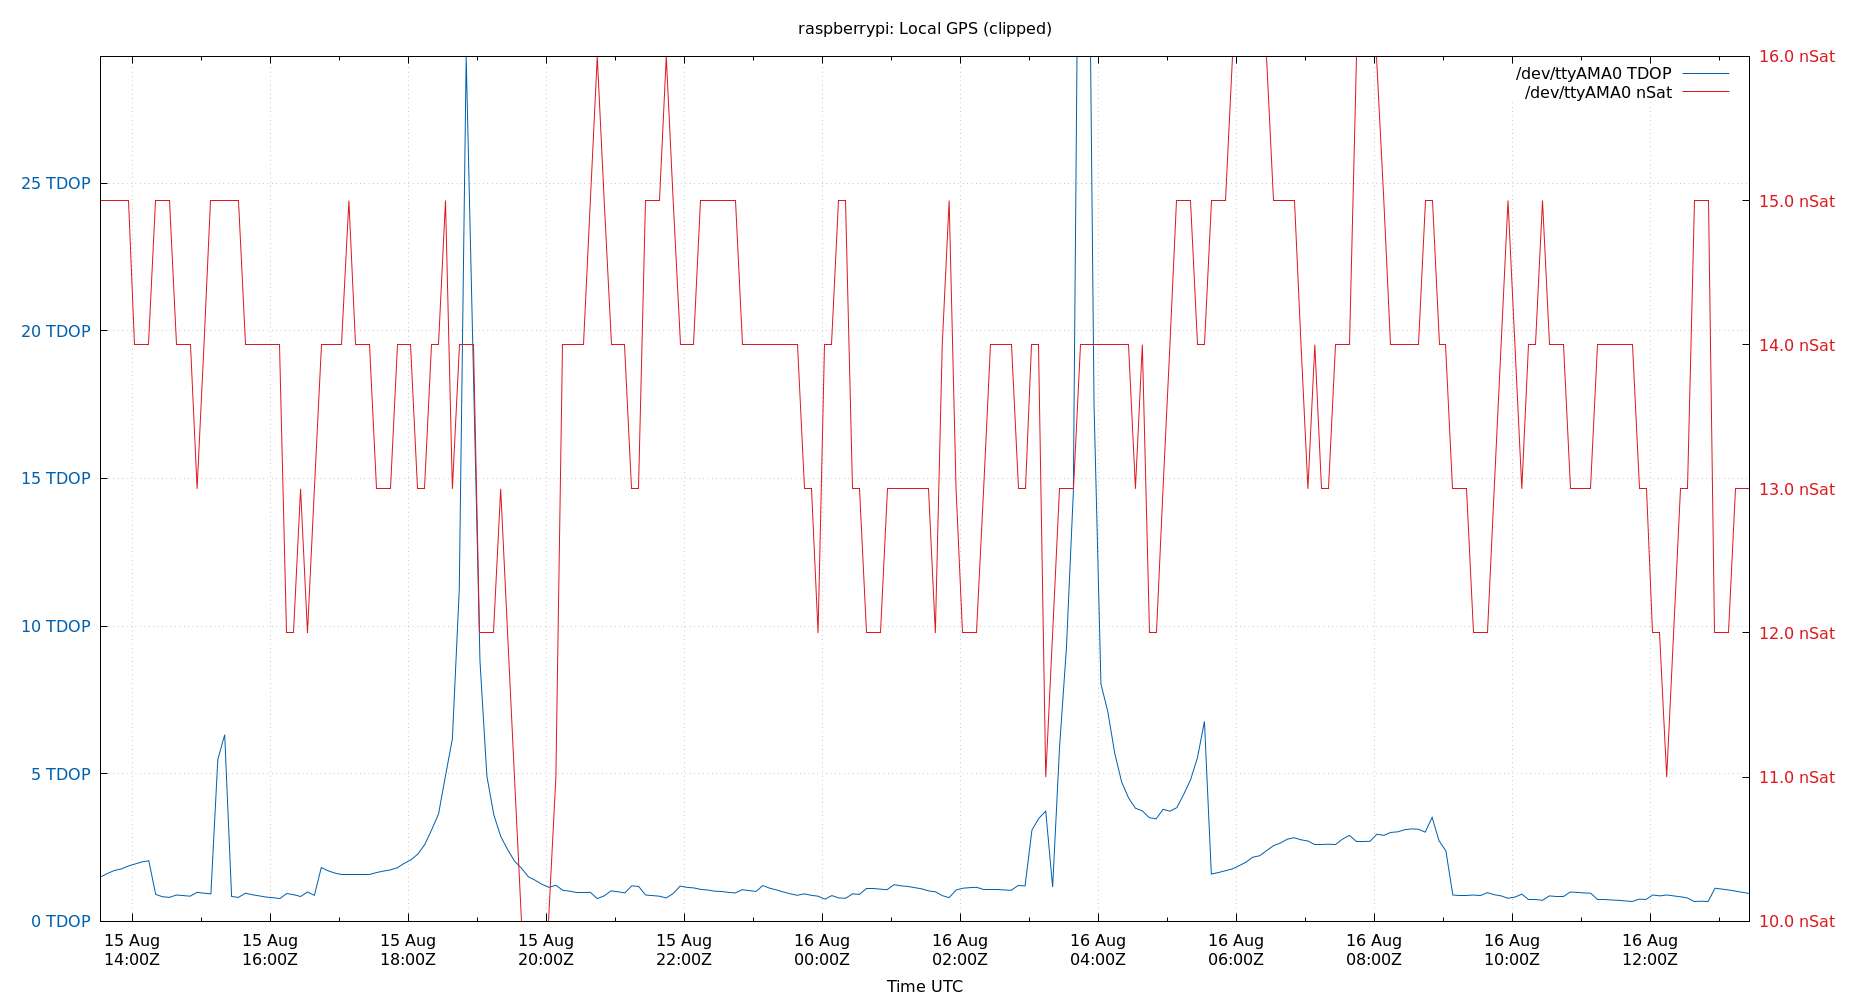 raspberrypi: Local GPS (clipped)
16.0 nSat
/dev/ttyAMA0 TDOP
/dev/ttyAMA0 nSat
25 TDOP
15.0 nSat
20 TDOP
14.0 nSat
15 TDOP
13.0 nSat
10 TDOP
12.0 nSat
5 TDOP
11.0 nSat
0 TDOP
10.0 nSat
15 Aug 15 Aug 15 Aug 15 Aug 15 Aug 16 Aug 16 Aug 16 Aug 16 Aug 16 Aug 16 Aug 16 Aug
14:00Z 16:00Z 18:00Z 20:00Z 22:00Z 00:00Z 02:00Z 04:00Z 06:00Z 08:00Z 10:00Z 12:00Z
Time UTC